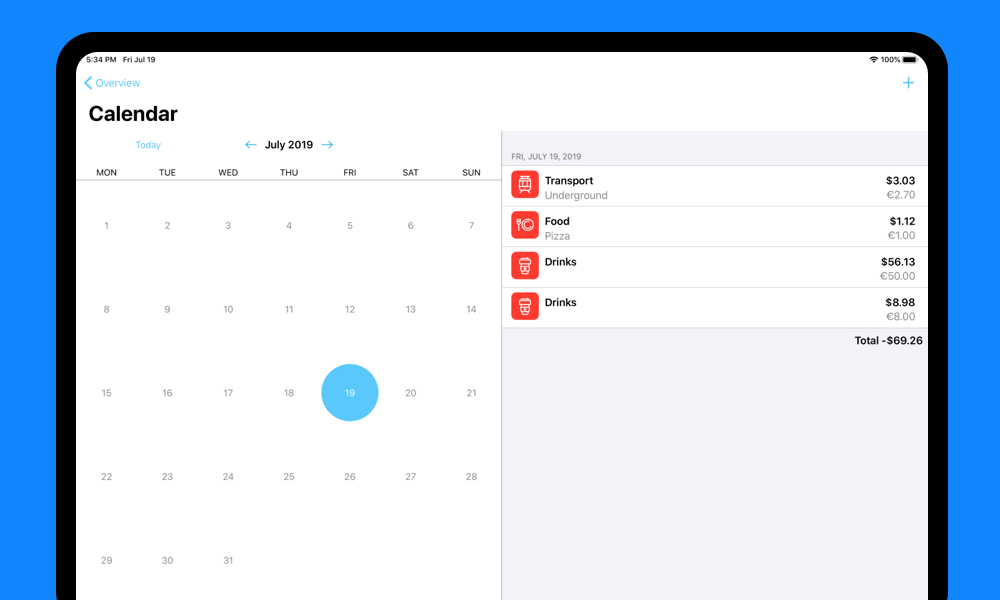 5:34 PM Fri Jul 19 100%
Overview +
Calendar
Today ← July 2019 →
MON TUE WED THU FRI SAT SUN
1 2 3 4 5 6 7
8 9 10 11 12 13 14
15 16 17 18 19 20 21
22 23 24 25 26 27 28
29 30 31
FRI, JULY 19, 2019
Transport $3.03
Underground €2.70
Food $1.12
Pizza €1.00
Drinks $56.13
€50.00
Drinks $8.98
€8.00
Total -$69.26